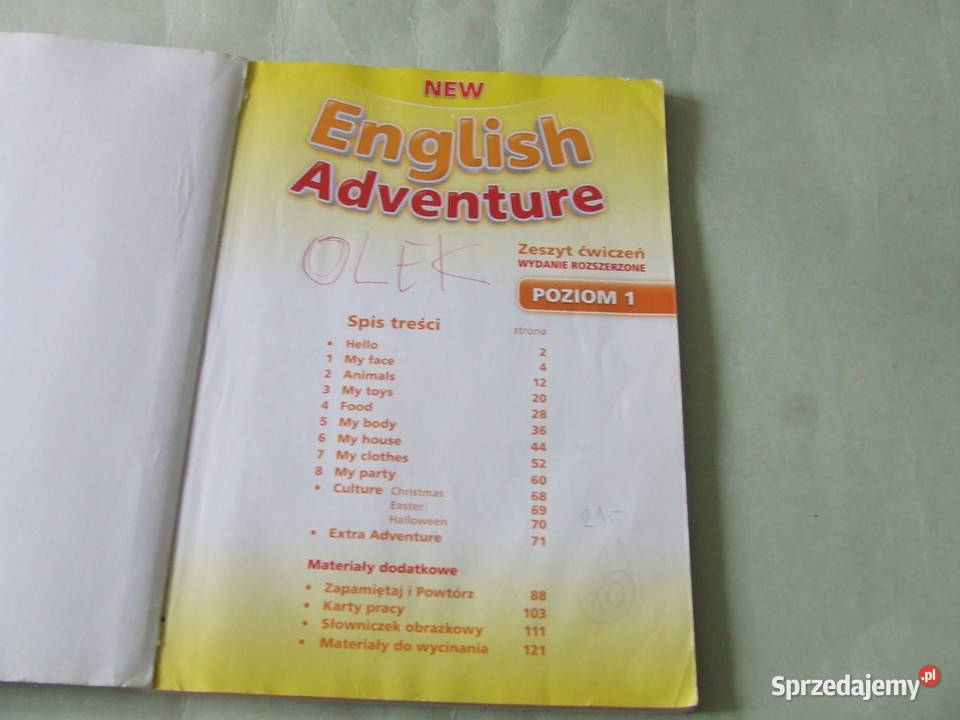 NEW
English
Adventure
OLEK
Zeszyt ćwiczeń
WYDANIE ROZSZERZONE
POZIOM 1
Spis treści strona
• Hello 2
1 My face 4
2 Animals 12
3 My toys 20
4 Food 28
5 My body 36
6 My house 44
7 My clothes 52
8 My party 60
• Culture Christmas 68
Easter 69
Halloween 70
• Extra Adventure 71
21,-
Materiały dodatkowe
• Zapamiętaj i Powtórz 88
• Karty pracy 103
• Słowniczek obrazkowy 111
• Materiały do wycinania 121
Sprzedajemy.pl